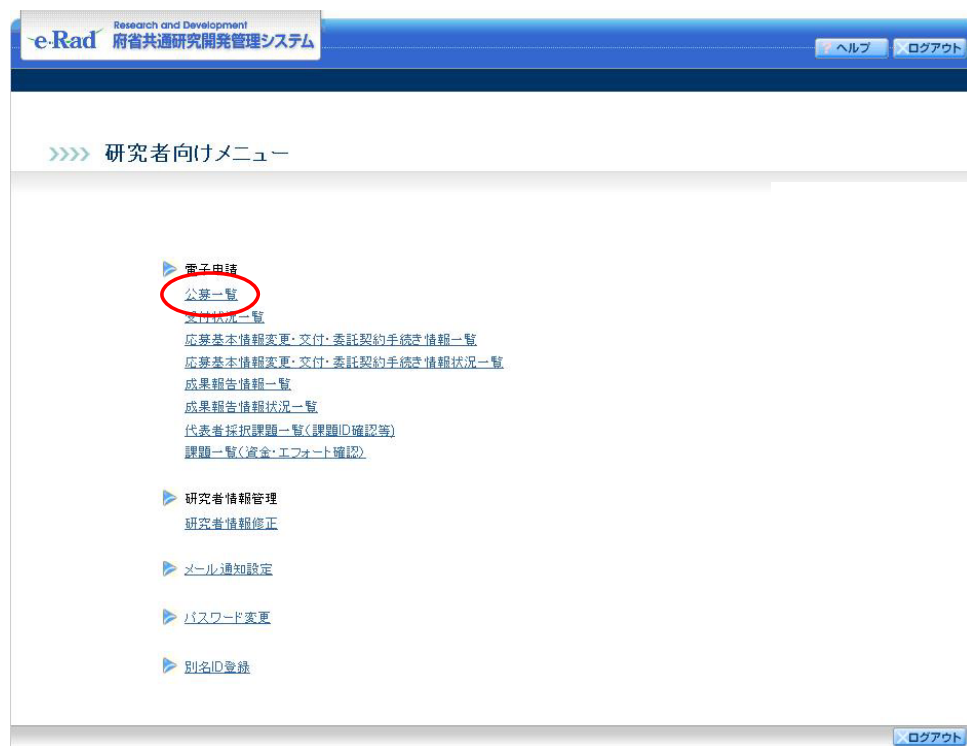 Research and Development
e-Rad 府省共通研究開発管理システム
ヘルプ ログアウト
>>>> 研究者向けメニュー
電子申請
公募一覧
受付状況一覧
応募基本情報変更・交付・委託契約手続き情報一覧
応募基本情報変更・交付・委託契約手続き情報状況一覧
成果報告情報一覧
成果報告情報状況一覧
代表者採択課題一覧(課題ID確認等)
課題一覧(資金・エフォート確認)
研究者情報管理
研究者情報修正
メール通知設定
パスワード変更
別名ID登録
ログアウト